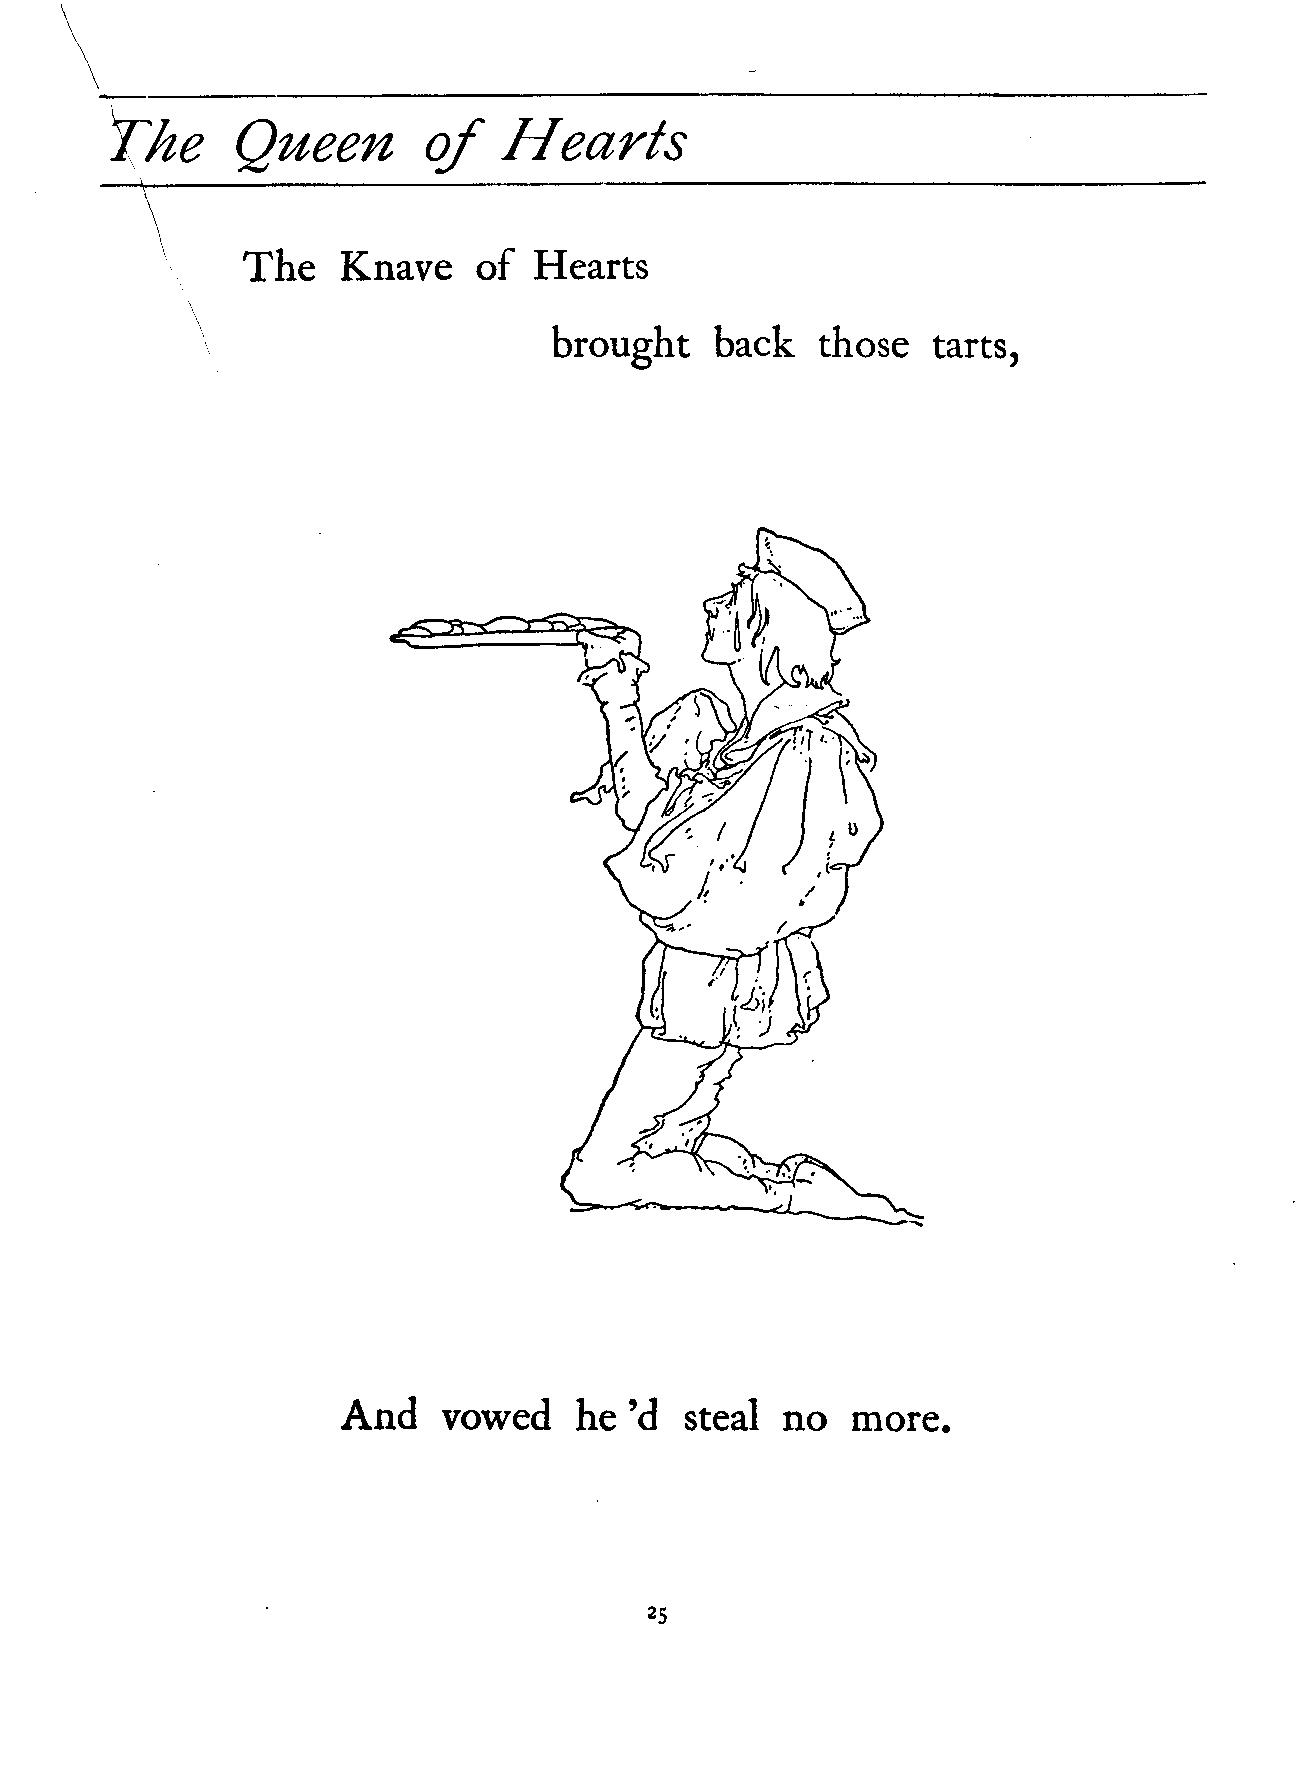 The Queen of Hearts
The Knave of Hearts
brought back those tarts,
And vowed he 'd steal no more.
25